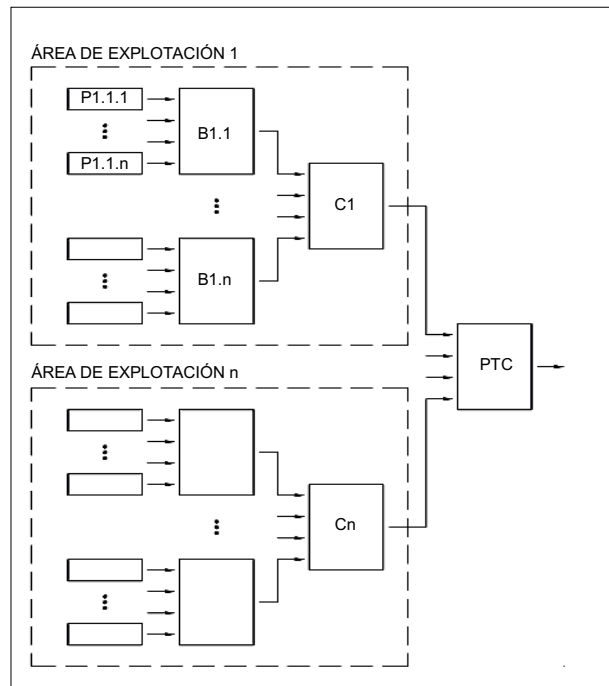 ÁREA DE EXPLOTACIÓN 1
P1.1.1
P1.1.n
B1.1
C1
B1.n
PTC
ÁREA DE EXPLOTACIÓN n
Cn